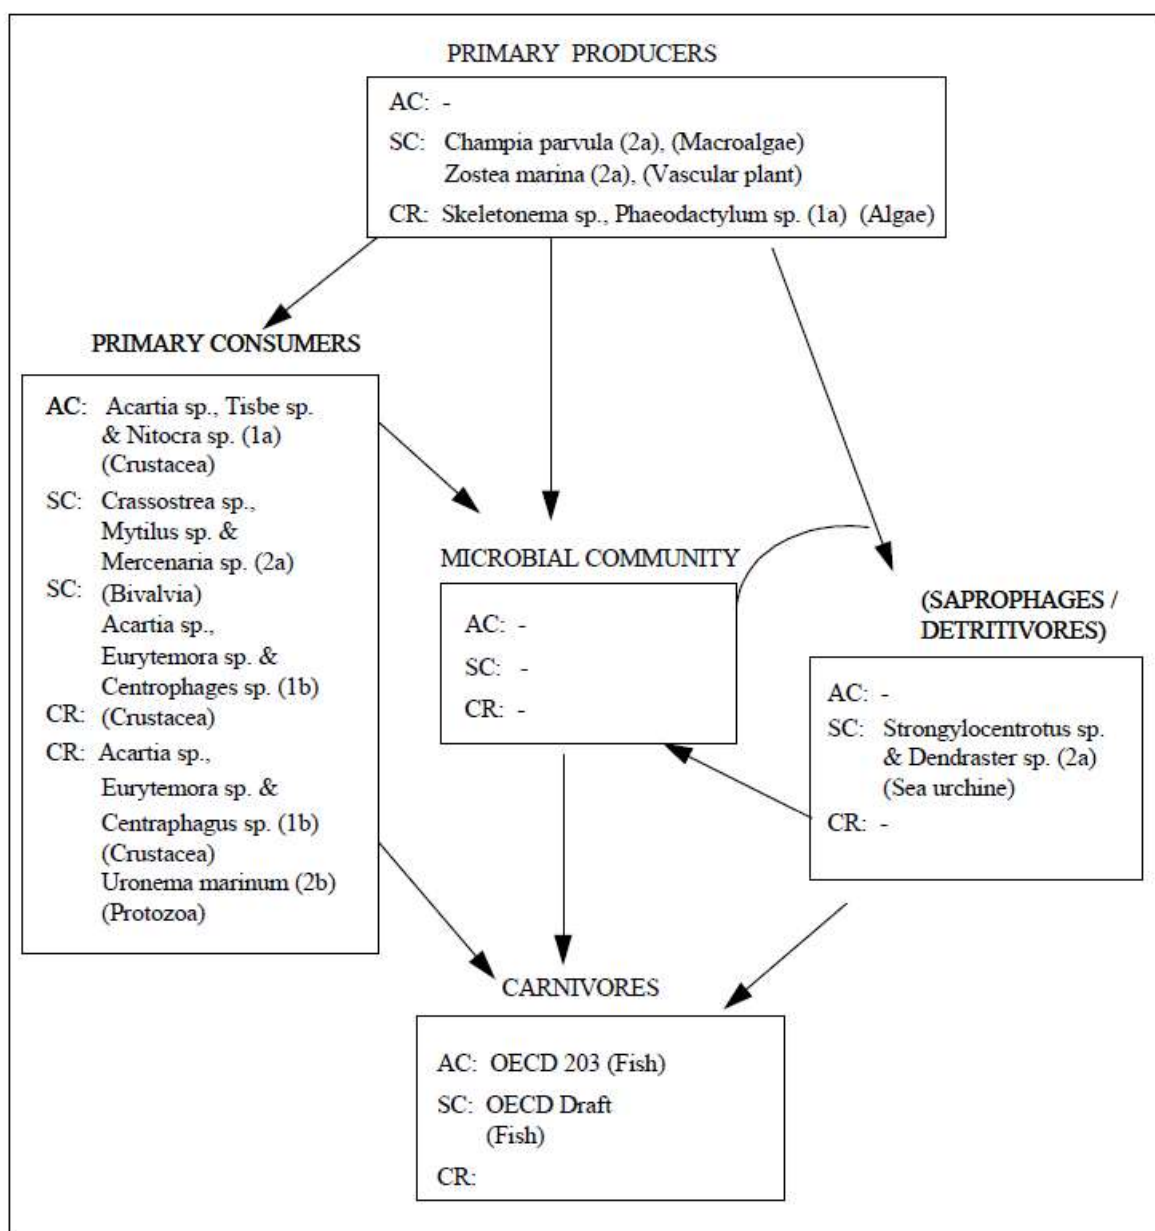 PRIMARY PRODUCERS
AC: -
SC: Champia parvula (2a), (Macroalgae)
Zostea marina (2a), (Vascular plant)
CR: Skeletonema sp., Phaeodactylum sp. (1a) (Algae)
PRIMARY CONSUMERS
AC: Acartia sp., Tisbe sp.
& Nitocra sp. (1a)
(Crustacea)
SC: Crassostrea sp.,
Mytilus sp. &
Mercenaria sp. (2a)
SC: (Bivalvia)
Acartia sp.,
Eurytemora sp. &
Centrophages sp. (1b)
CR: (Crustacea)
CR: Acartia sp.,
Eurytemora sp. &
Centraphagus sp. (1b)
(Crustacea)
Uronema marinum (2b)
(Protozoa)
MICROBIAL COMMUNITY
AC: -
SC: -
CR: -
(SAPROPHAGES /
DETRITIVORES)
AC: -
SC: Strongylocentrotus sp.
& Dendraster sp. (2a)
(Sea urchine)
CR: -
CARNIVORES
AC: OECD 203 (Fish)
SC: OECD Draft
(Fish)
CR: